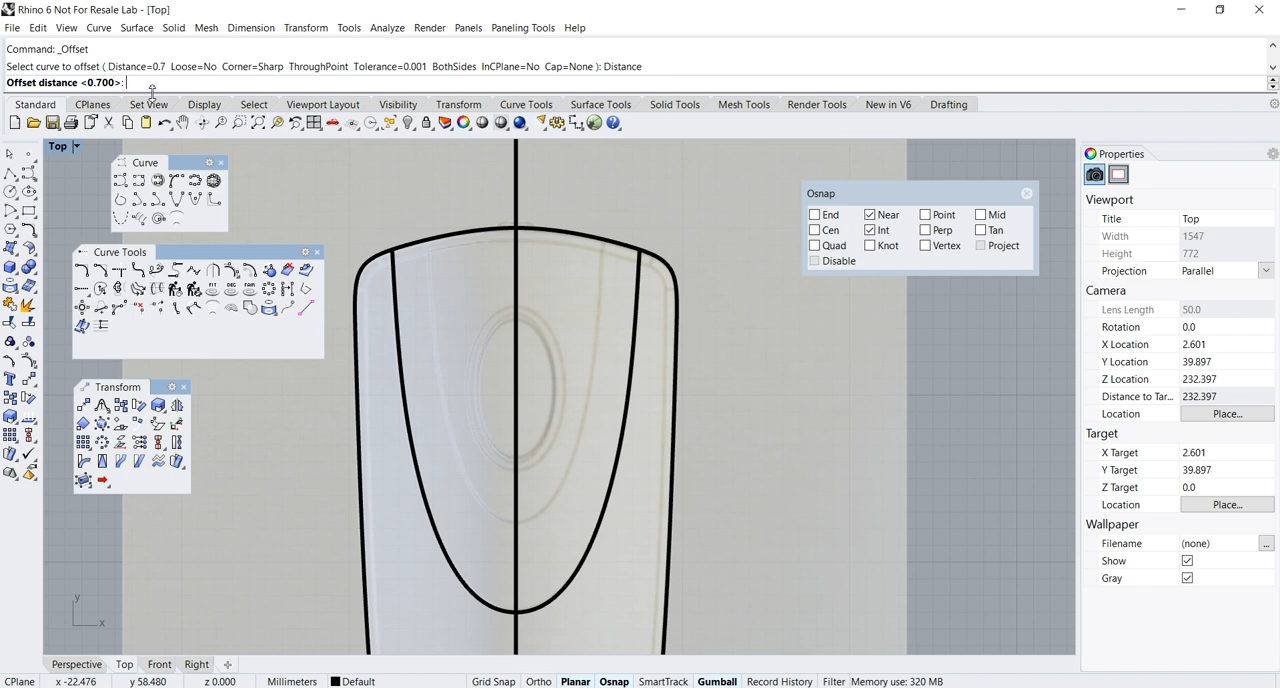 Rhino 6 Not For Resale Lab - [Top]
File Edit View Curve Surface Solid Mesh Dimension Transform Tools Analyze Render Panels Paneling Tools Help
Command: _Offset
Select curve to offset ( Distance=0.7 Loose=No Corner=Sharp ThroughPoint Tolerance=0.001 BothSides InCPlane=No Cap=None ): Distance
Offset distance <0.700>:
Standard CPlanes Set View Display Select Viewport Layout Visibility Transform Curve Tools Surface Tools Solid Tools Mesh Tools Render Tools New in V6 Drafting
Top
Curve
Curve Tools
Transform
Osnap
End Near Point Mid
Cen Int Perp Tan
Quad Knot Vertex Project
Disable
Properties
Viewport
Title Top
Width 1547
Height 772
Projection Parallel
Camera
Lens Length 50.0
Rotation 0.0
X Location 2.601
Y Location 39.897
Z Location 232.397
Distance to Tar... 232.397
Location Place...
Target
X Target 2.601
Y Target 39.897
Z Target 0.0
Location Place...
Wallpaper
Filename (none) ...
Show
Gray
y
x
Perspective Top Front Right
CPlane x -22.476 y 58.480 z 0.000 Millimeters Default Grid Snap Ortho Planar Osnap SmartTrack Gumball Record History Filter Memory use: 320 MB